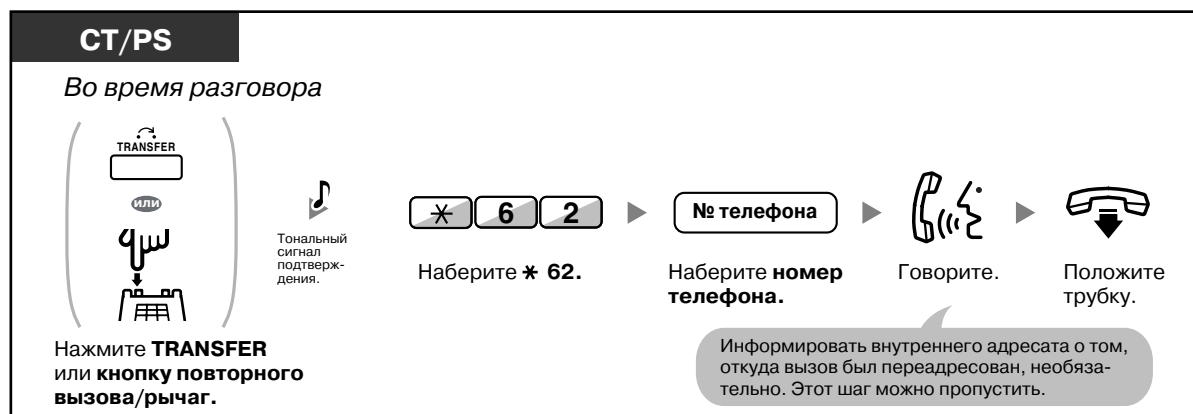 CT/PS
Во время разговора
TRANSFER
или
Нажмите TRANSFER
или кнопку повторного
вызова/рычаг.
Тональный
сигнал
подтверж-
дения.
* 6 2
Наберите * 62.
№ телефона
Наберите номер
телефона.
Говорите.
Положите
трубку.
Информировать внутреннего адресата о том,
откуда вызов был переадресован, необяза-
тельно. Этот шаг можно пропустить.